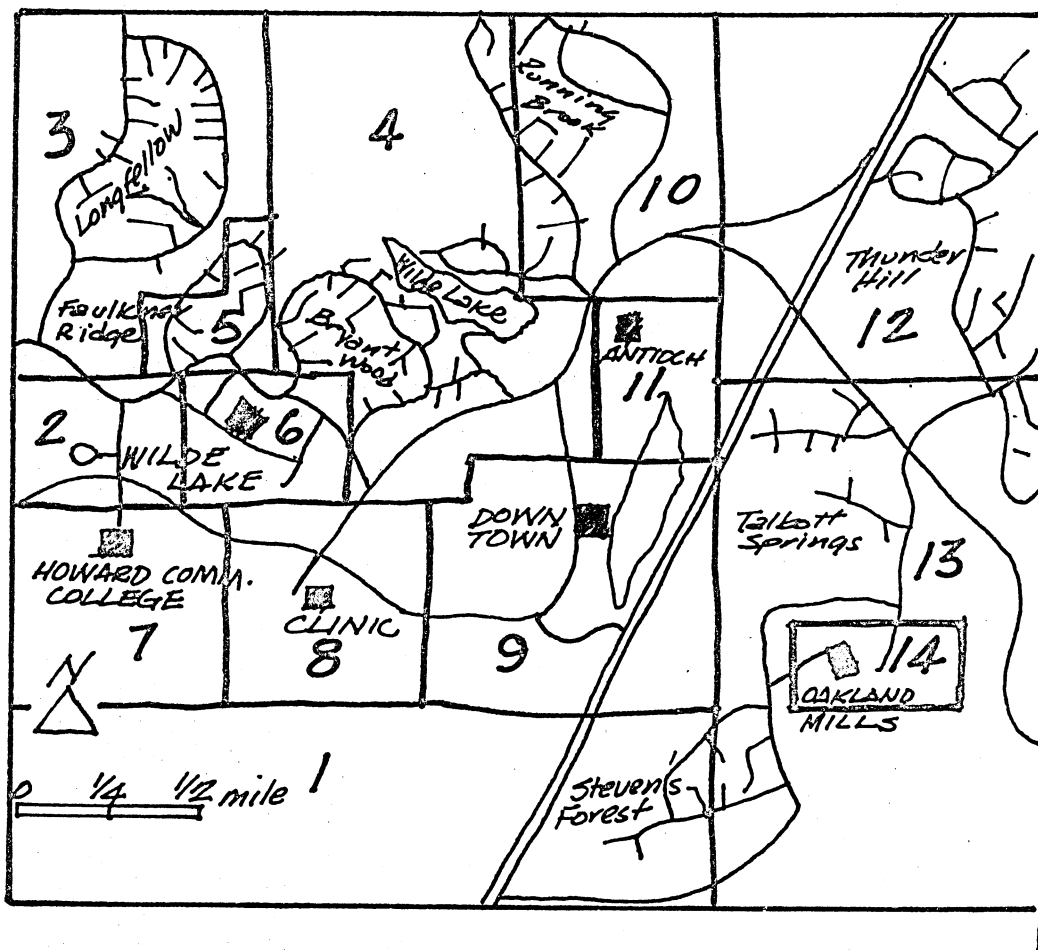 3
4
Running
Brook
Longfellow
10
Thunder
Hill
Wilde Lake
Faulkner
Ridge
5
Bryant
Wood
ANTIOCH
11
12
2
WILDE
LAKE
6
DOWN
TOWN
Talbott
Springs
HOWARD COMM.
COLLEGE
7
CLINIC
8
9
13
14
OAKLAND
MILLS
N
1
Steven's
Forest
0 1/4 1/2 mile